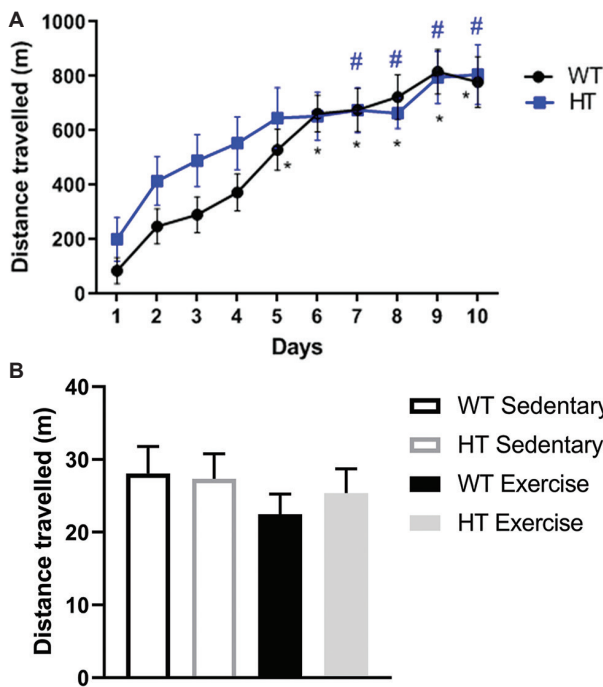 A
Distance travelled (m)
1000
800
600
400
200
0
# # # #
* * * * * *
1 2 3 4 5 6 7 8 9 10
Days
WT
HT
B
Distance travelled (m)
40
30
20
10
0
WT Sedentary
HT Sedentary
WT Exercise
HT Exercise